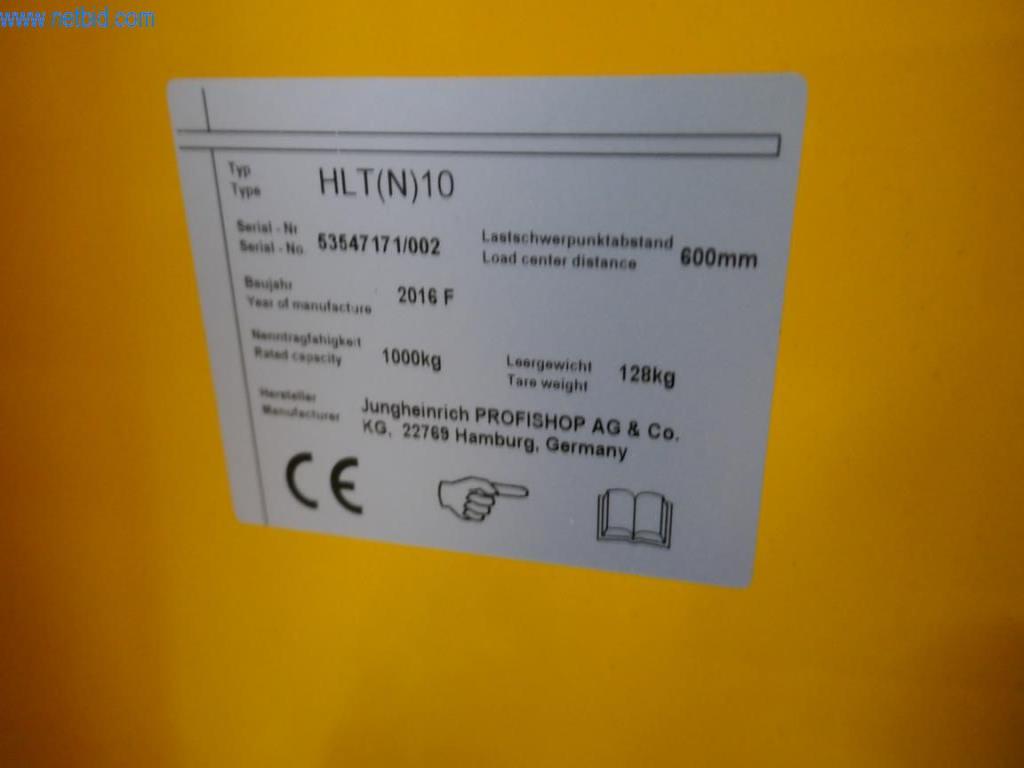 www.netbid.com
Typ
Type
HLT(N)10
Serial - Nr
Serial - No.
53547171/002
Lastschwerpunktabstand
Load center distance
600mm
Baujahr
Year of manufacture
2016 F
Nenntragfahigkeit
Rated capacity
1000kg
Leergewicht
Tare weight
128kg
Hersteller
Manufacturer
Jungheinrich PROFISHOP AG & Co.
KG, 22769 Hamburg, Germany
CE